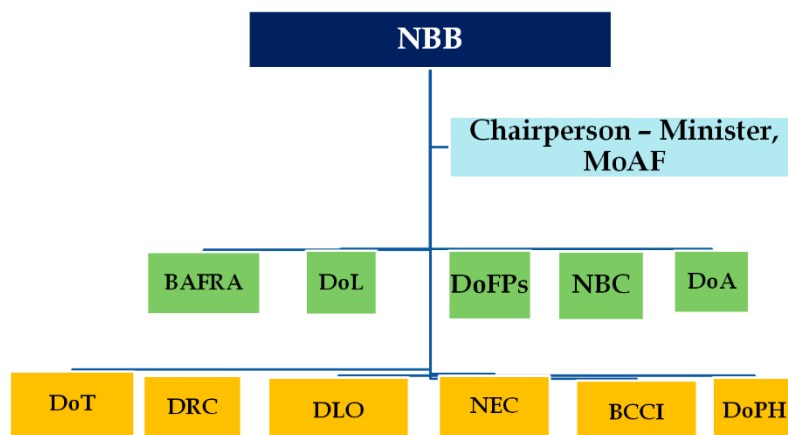 NBB
Chairperson – Minister,
MoAF
BAFRA
DoL
DoFPs
NBC
DoA
DoT
DRC
DLO
NEC
BCCI
DoPH